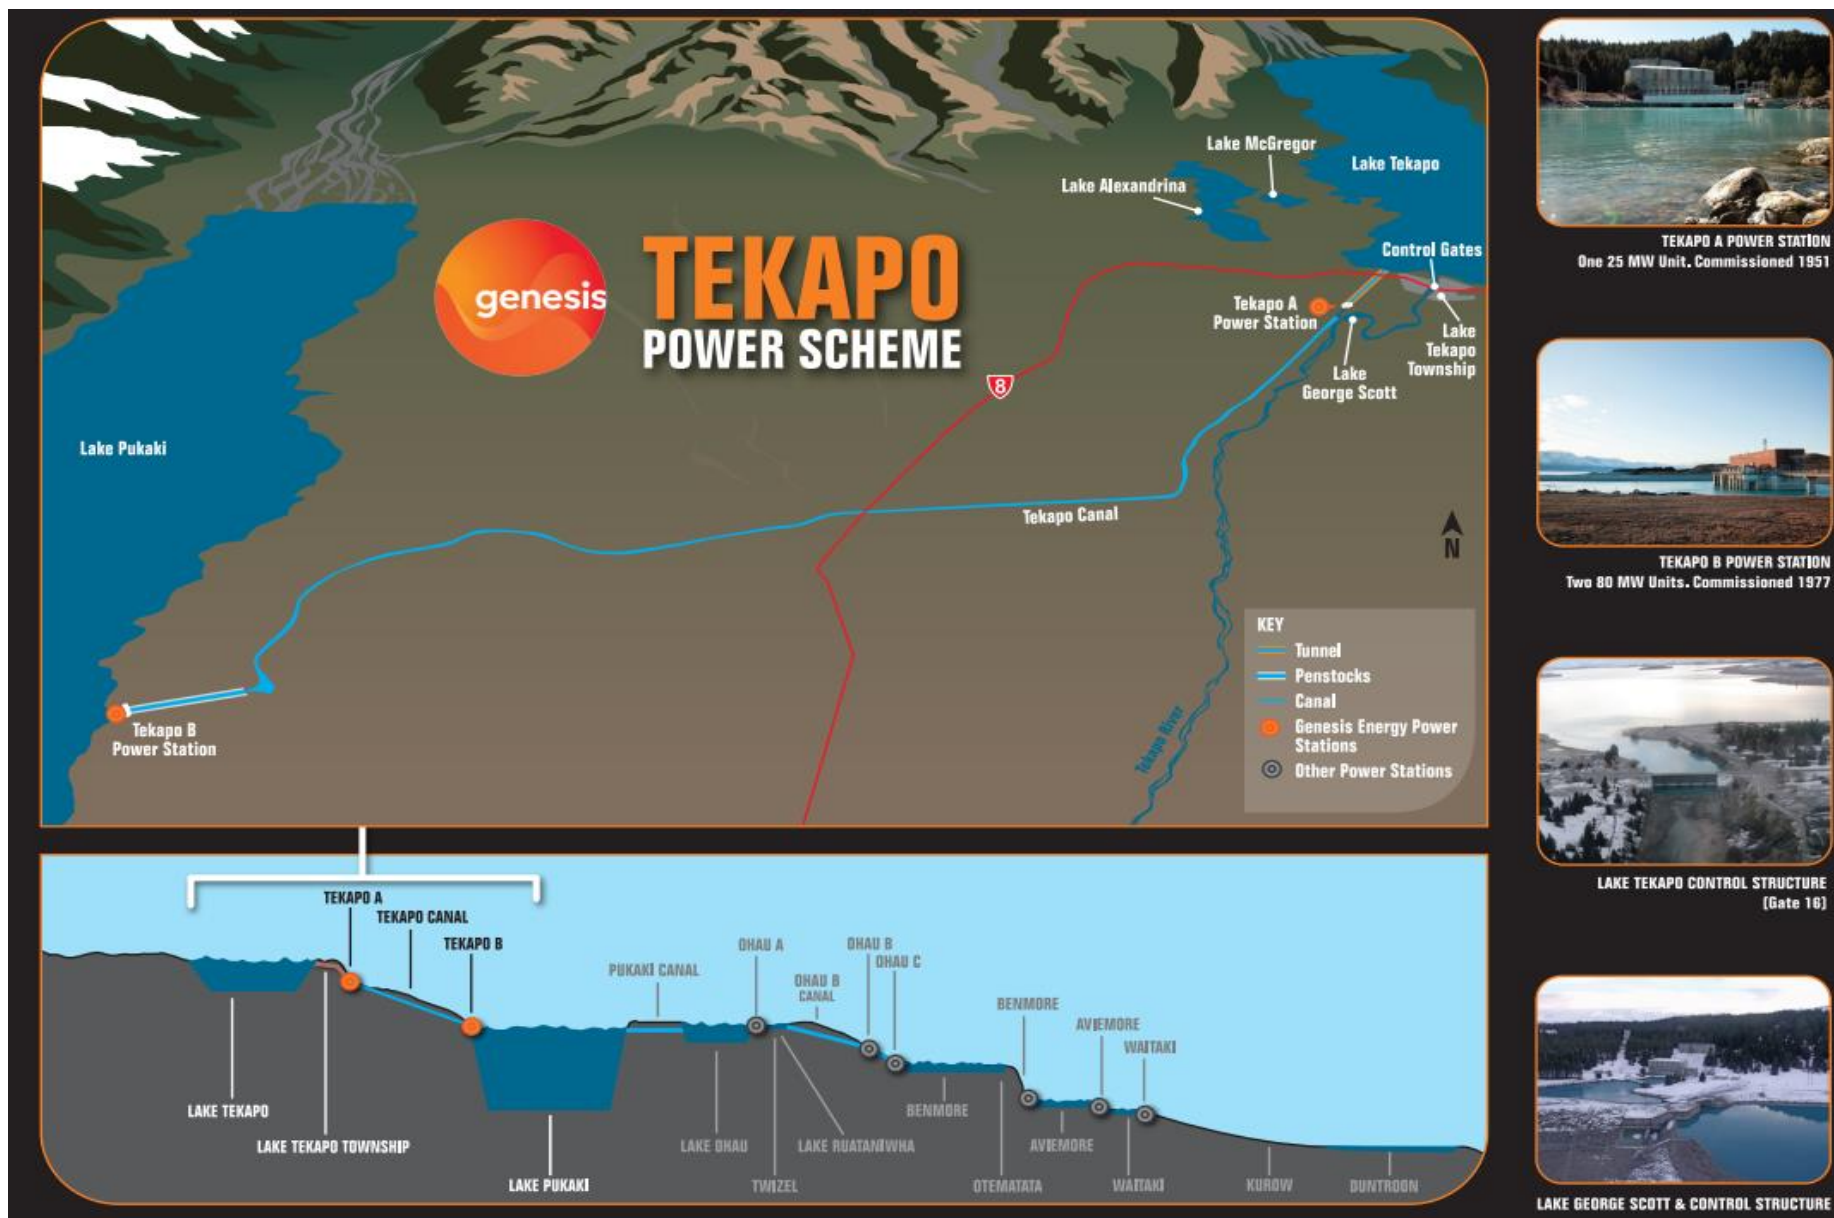 genesis
TEKAPO
POWER SCHEME
Lake McGregor
Lake Tekapo
Lake Alexandrina
Control Gates
Tekapo A
Power Station
Lake
Tekapo
Township
Lake
George Scott
8
Lake Pukaki
Tekapo Canal
N
Tekapo B
Power Station
Tekapo River
KEY
Tunnel
Penstocks
Canal
Genesis Energy Power
Stations
Other Power Stations
TEKAPO A POWER STATION
One 25 MW Unit. Commissioned 1951
TEKAPO B POWER STATION
Two 80 MW Units. Commissioned 1977
LAKE TEKAPO CONTROL STRUCTURE
(Gate 16)
LAKE GEORGE SCOTT & CONTROL STRUCTURE
TEKAPO A
TEKAPO CANAL
TEKAPO B
PUKAKI CANAL
OHAU A
OHAU B
CANAL
OHAU B
OHAU C
BENMORE
AVIEMORE
WAITAKI
LAKE TEKAPO
LAKE TEKAPO TOWNSHIP
LAKE PUKAKI
LAKE OHAU
TWIZEL
LAKE RUATANIWHA
BENMORE
OTEMATATA
AVIEMORE
WAITAKI
KUROW
DUNTROON